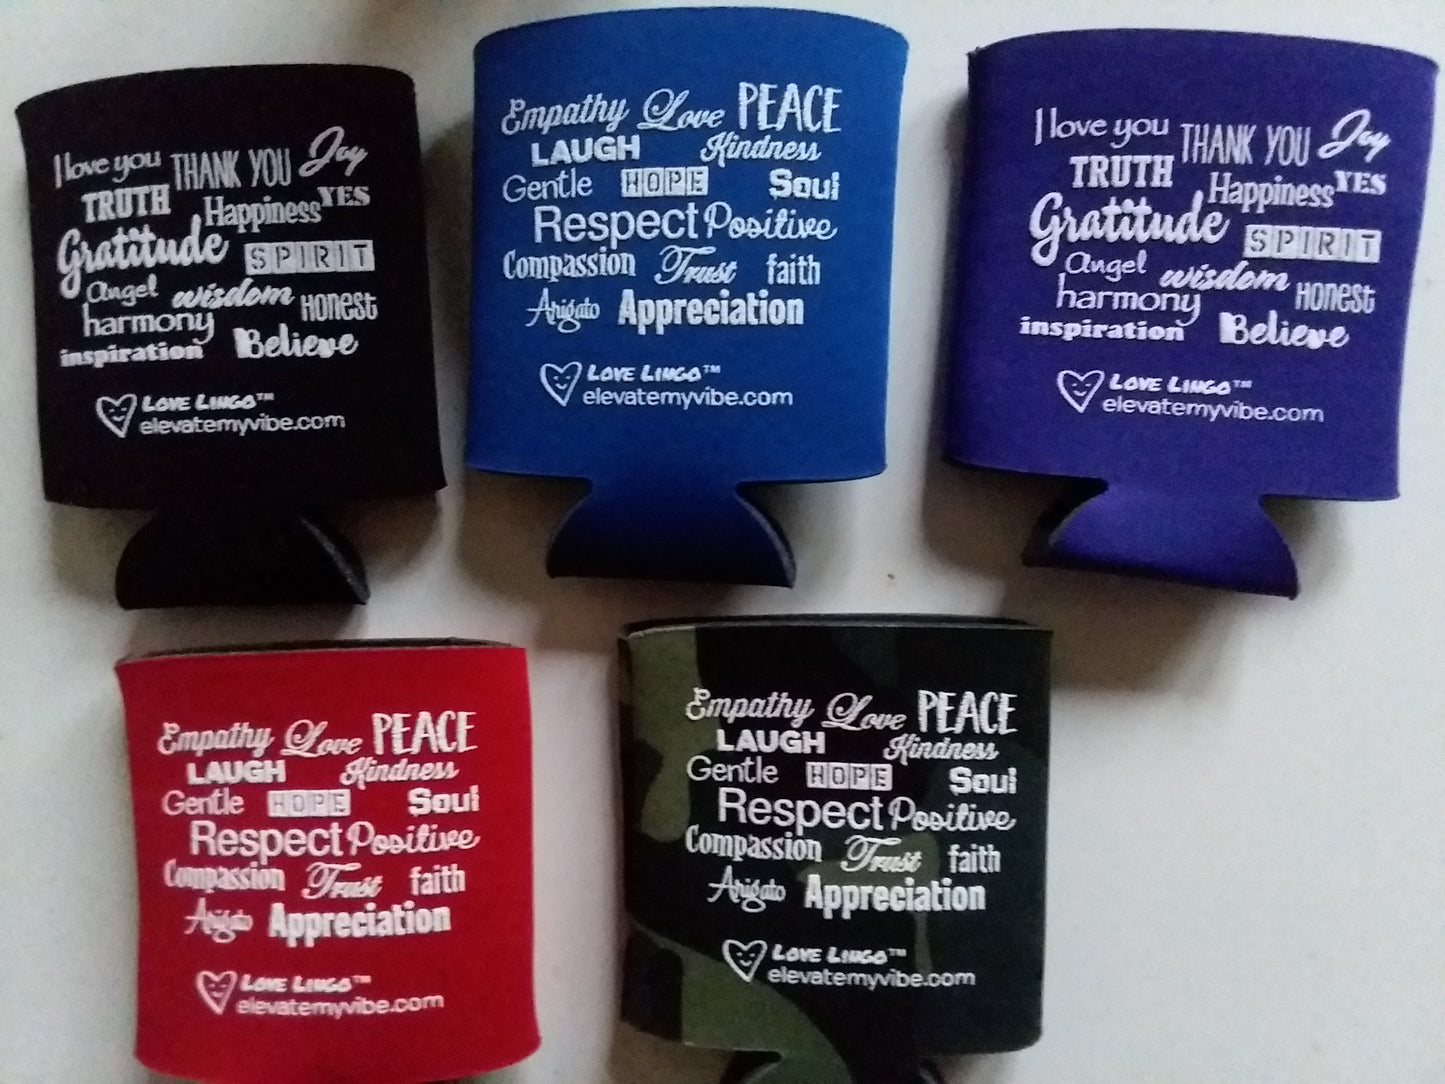 I love you THANK YOU Joy
TRUTH Happiness YES
Gratitude SPIRIT
angel wisdom HONEST
harmony
inspiration Believe
LOVE LINGO™
elevatemyvibe.com
Empathy Love PEACE
LAUGH Kindness
Gentle HOPE Soul
Respect Positive
Compassion Trust faith
Arigato Appreciation
LOVE LINGO™
elevatemyvibe.com
I love you THANK YOU Joy
TRUTH Happiness YES
Gratitude SPIRIT
angel wisdom HONEST
harmony
inspiration Believe
LOVE LINGO™
elevatemyvibe.com
Empathy Love PEACE
LAUGH Kindness
Gentle HOPE Soul
Respect Positive
Compassion Trust faith
Arigato Appreciation
LOVE LINGO™
elevatemyvibe.com
Empathy Love PEACE
LAUGH Kindness
Gentle HOPE Soul
Respect Positive
Compassion Trust faith
Arigato Appreciation
LOVE LINGO™
elevatemyvibe.com